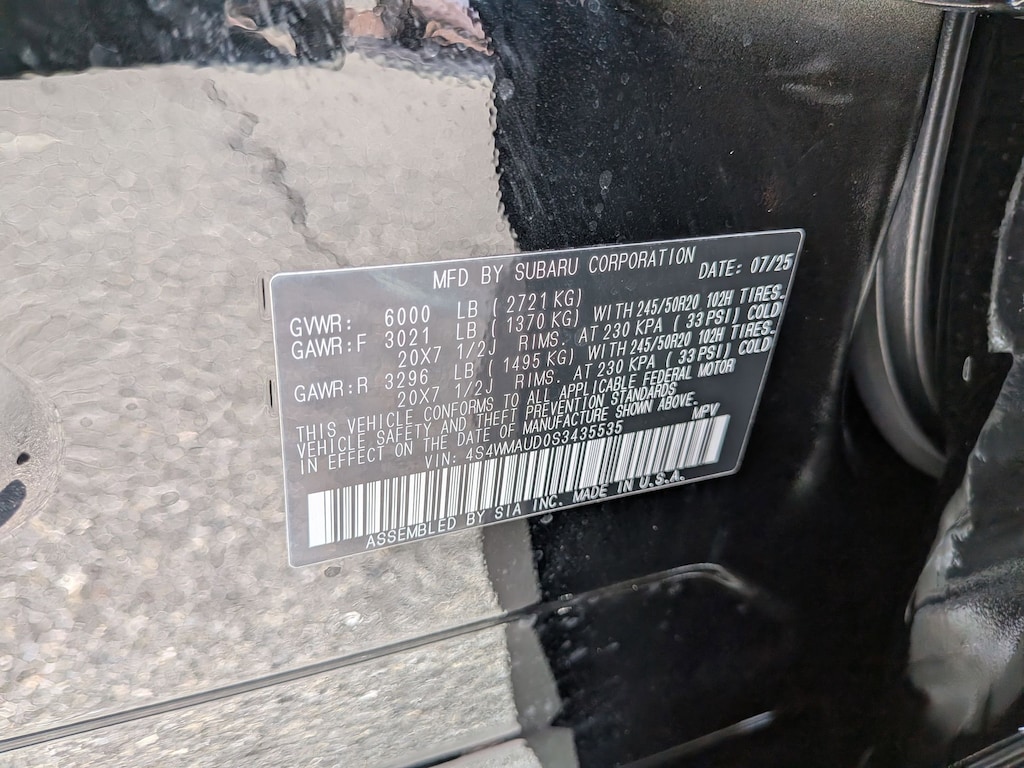 MFD BY SUBARU CORPORATION DATE: 07/25
GVWR: 6000 LB ( 2721 KG)
GAWR:F 3021 LB ( 1370 KG) WITH 245/50R20 102H TIRES.
20X7 1/2J RIMS. AT 230 KPA ( 33 PSI) COLD
GAWR:R 3296 LB ( 1495 KG) WITH 245/50R20 102H TIRES.
20X7 1/2J RIMS. AT 230 KPA ( 33 PSI) COLD
THIS VEHICLE CONFORMS TO ALL APPLICABLE FEDERAL MOTOR
VEHICLE SAFETY AND THEFT PREVENTION STANDARDS
IN EFFECT ON THE DATE OF MANUFACTURE SHOWN ABOVE.
VIN: 4S4WMAUD0S3435535 MPV
ASSEMBLED BY SIA INC. MADE IN U.S.A.